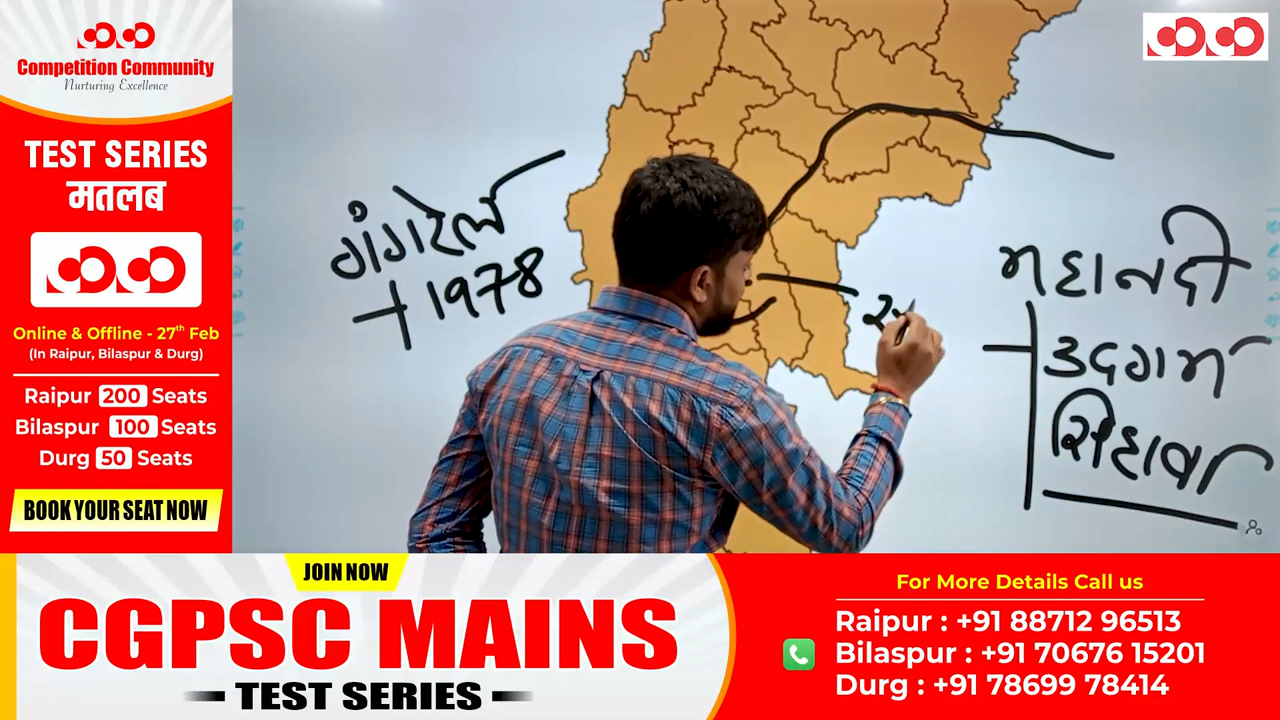 Competition Community
Nurturing Excellence
TEST SERIES
मतलब
Online & Offline - 27th Feb
(In Raipur, Bilaspur & Durg)
Raipur 200 Seats
Bilaspur 100 Seats
Durg 50 Seats
BOOK YOUR SEAT NOW
गंगरेल
1978
महानदी
उदगम
सिहावा
JOIN NOW
CGPSC MAINS
TEST SERIES
For More Details Call us
Raipur : +91 88712 96513
Bilaspur : +91 70676 15201
Durg : +91 78699 78414